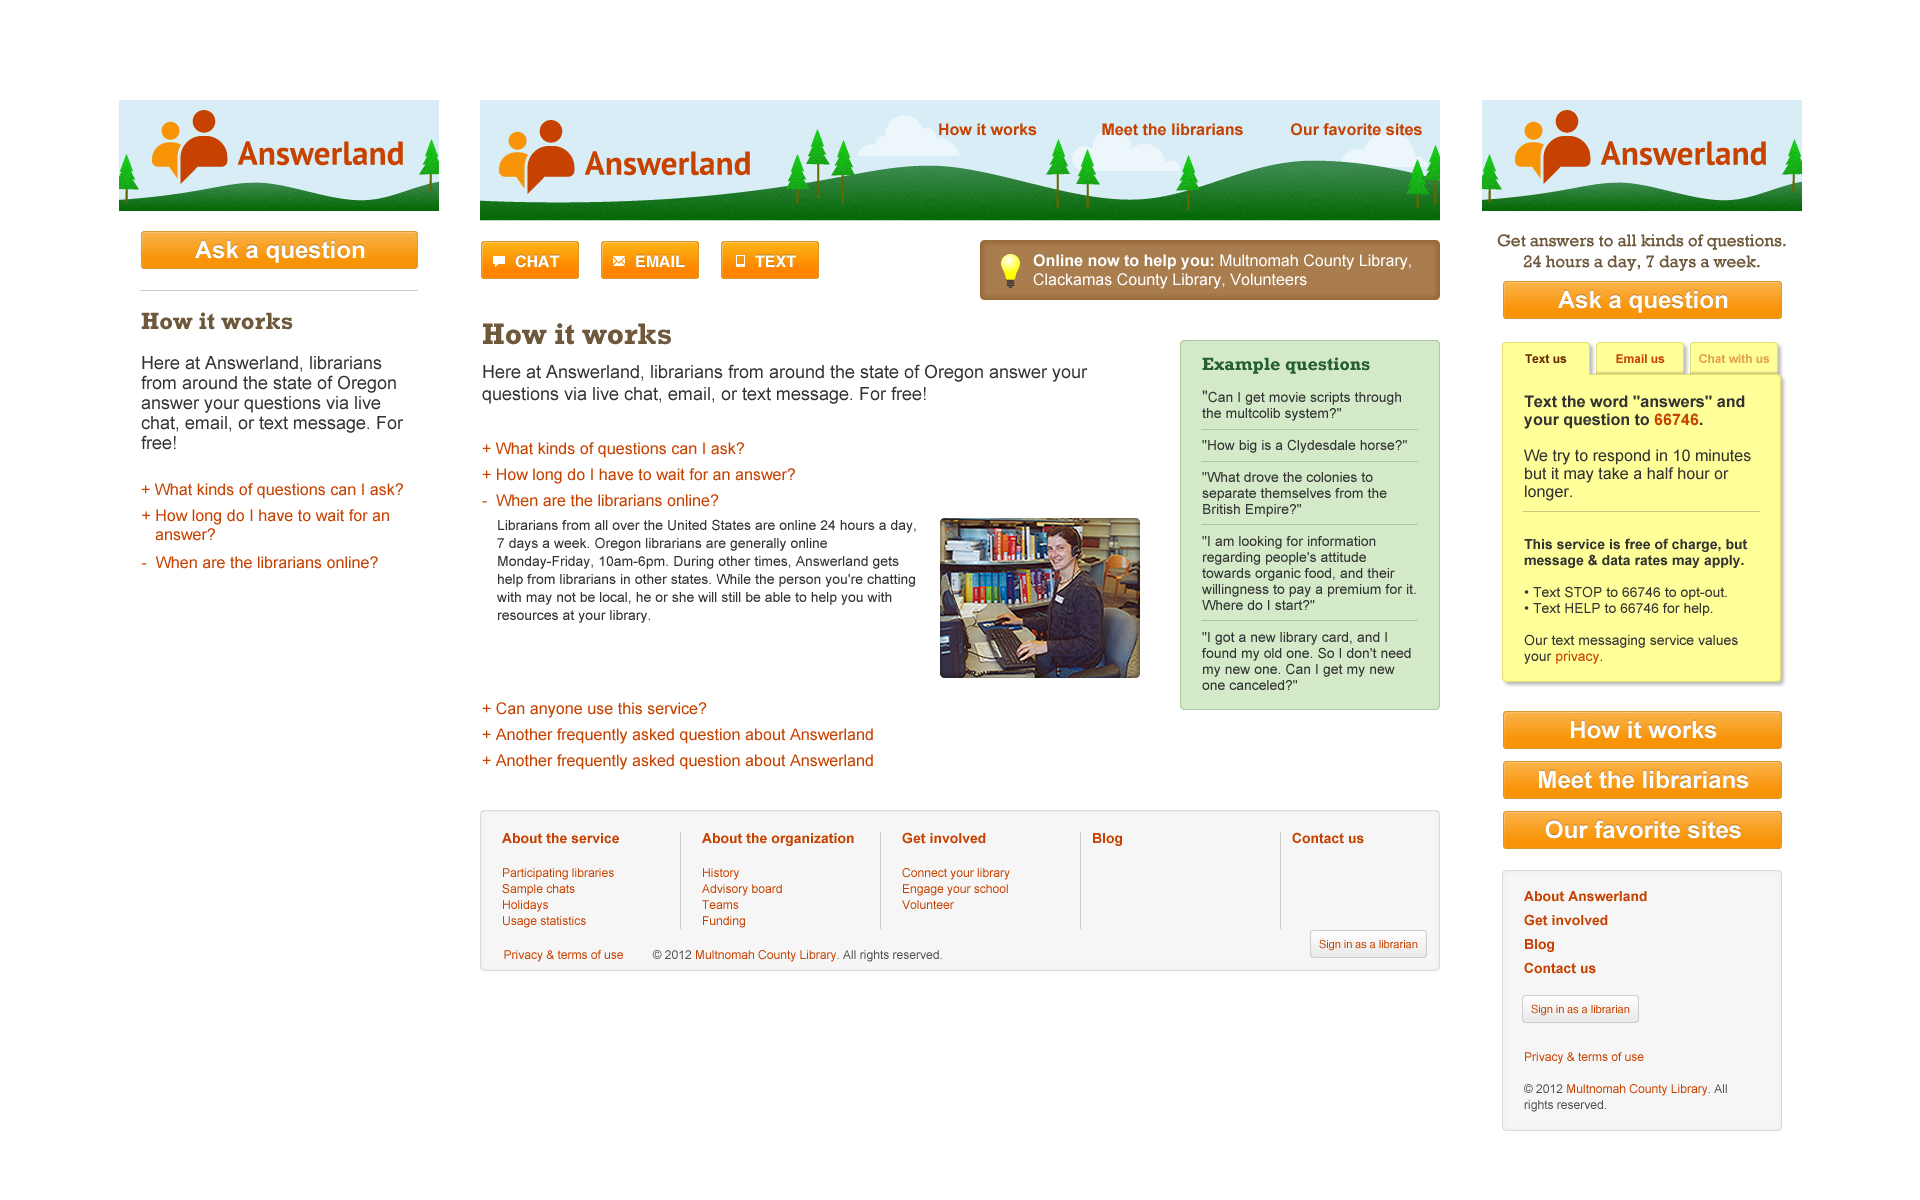 Answerland
Ask a question
How it works
Here at Answerland, librarians
from around the state of Oregon
answer your questions via live
chat, email, or text message. For
free!
+ What kinds of questions can I ask?
+ How long do I have to wait for an
answer?
- When are the librarians online?
Answerland
How it works
Meet the librarians
Our favorite sites
CHAT
EMAIL
TEXT
Online now to help you: Multnomah County Library,
Clackamas County Library, Volunteers
How it works
Here at Answerland, librarians from around the state of Oregon answer your
questions via live chat, email, or text message. For free!
+ What kinds of questions can I ask?
+ How long do I have to wait for an answer?
- When are the librarians online?
Librarians from all over the United States are online 24 hours a day,
7 days a week. Oregon librarians are generally online
Monday-Friday, 10am-6pm. During other times, Answerland gets
help from librarians in other states. While the person you're chatting
with may not be local, he or she will still be able to help you with
resources at your library.
+ Can anyone use this service?
+ Another frequently asked question about Answerland
+ Another frequently asked question about Answerland
Example questions
"Can I get movie scripts through
the multcolib system?"
"How big is a Clydesdale horse?"
"What drove the colonies to
separate themselves from the
British Empire?"
"I am looking for information
regarding people's attitude
towards organic food, and their
willingness to pay a premium for it.
Where do I start?"
"I got a new library card, and I
found my old one. So I don't need
my new one. Can I get my new
one canceled?"
About the service
Participating libraries
Sample chats
Holidays
Usage statistics
About the organization
History
Advisory board
Teams
Funding
Get involved
Connect your library
Engage your school
Volunteer
Blog
Contact us
Privacy & terms of use
© 2012 Multnomah County Library. All rights reserved.
Sign in as a librarian
Answerland
Get answers to all kinds of questions.
24 hours a day, 7 days a week.
Ask a question
Text us
Email us
Chat with us
Text the word "answers" and
your question to 66746.
We try to respond in 10 minutes
but it may take a half hour or
longer.
This service is free of charge, but
message & data rates may apply.
• Text STOP to 66746 to opt-out.
• Text HELP to 66746 for help.
Our text messaging service values
your privacy.
How it works
Meet the librarians
Our favorite sites
About Answerland
Get involved
Blog
Contact us
Sign in as a librarian
Privacy & terms of use
© 2012 Multnomah County Library. All
rights reserved.